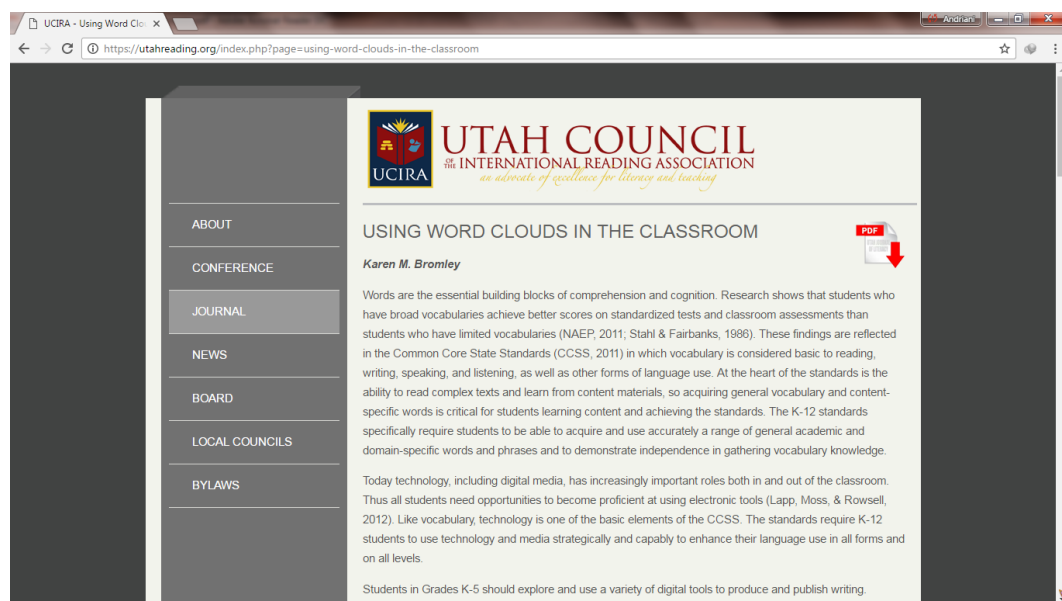 UCIRA - Using Word Clo
Andriani
https://utahreading.org/index.php?page=using-word-clouds-in-the-classroom
UCIRA
UTAH COUNCIL
OF THE INTERNATIONAL READING ASSOCIATION
an advocate of excellence for literacy and teaching
ABOUT
CONFERENCE
JOURNAL
NEWS
BOARD
LOCAL COUNCILS
BYLAWS
USING WORD CLOUDS IN THE CLASSROOM
PDF
Karen M. Bromley
Words are the essential building blocks of comprehension and cognition. Research shows that students who
have broad vocabularies achieve better scores on standardized tests and classroom assessments than
students who have limited vocabularies (NAEP, 2011; Stahl & Fairbanks, 1986). These findings are reflected
in the Common Core State Standards (CCSS, 2011) in which vocabulary is considered basic to reading,
writing, speaking, and listening, as well as other forms of language use. At the heart of the standards is the
ability to read complex texts and learn from content materials, so acquiring general vocabulary and content-
specific words is critical for students learning content and achieving the standards. The K-12 standards
specifically require students to be able to acquire and use accurately a range of general academic and
domain-specific words and phrases and to demonstrate independence in gathering vocabulary knowledge.
Today technology, including digital media, has increasingly important roles both in and out of the classroom.
Thus all students need opportunities to become proficient at using electronic tools (Lapp, Moss, & Rowsell,
2012). Like vocabulary, technology is one of the basic elements of the CCSS. The standards require K-12
students to use technology and media strategically and capably to enhance their language use in all forms and
on all levels.
Students in Grades K-5 should explore and use a variety of digital tools to produce and publish writing.